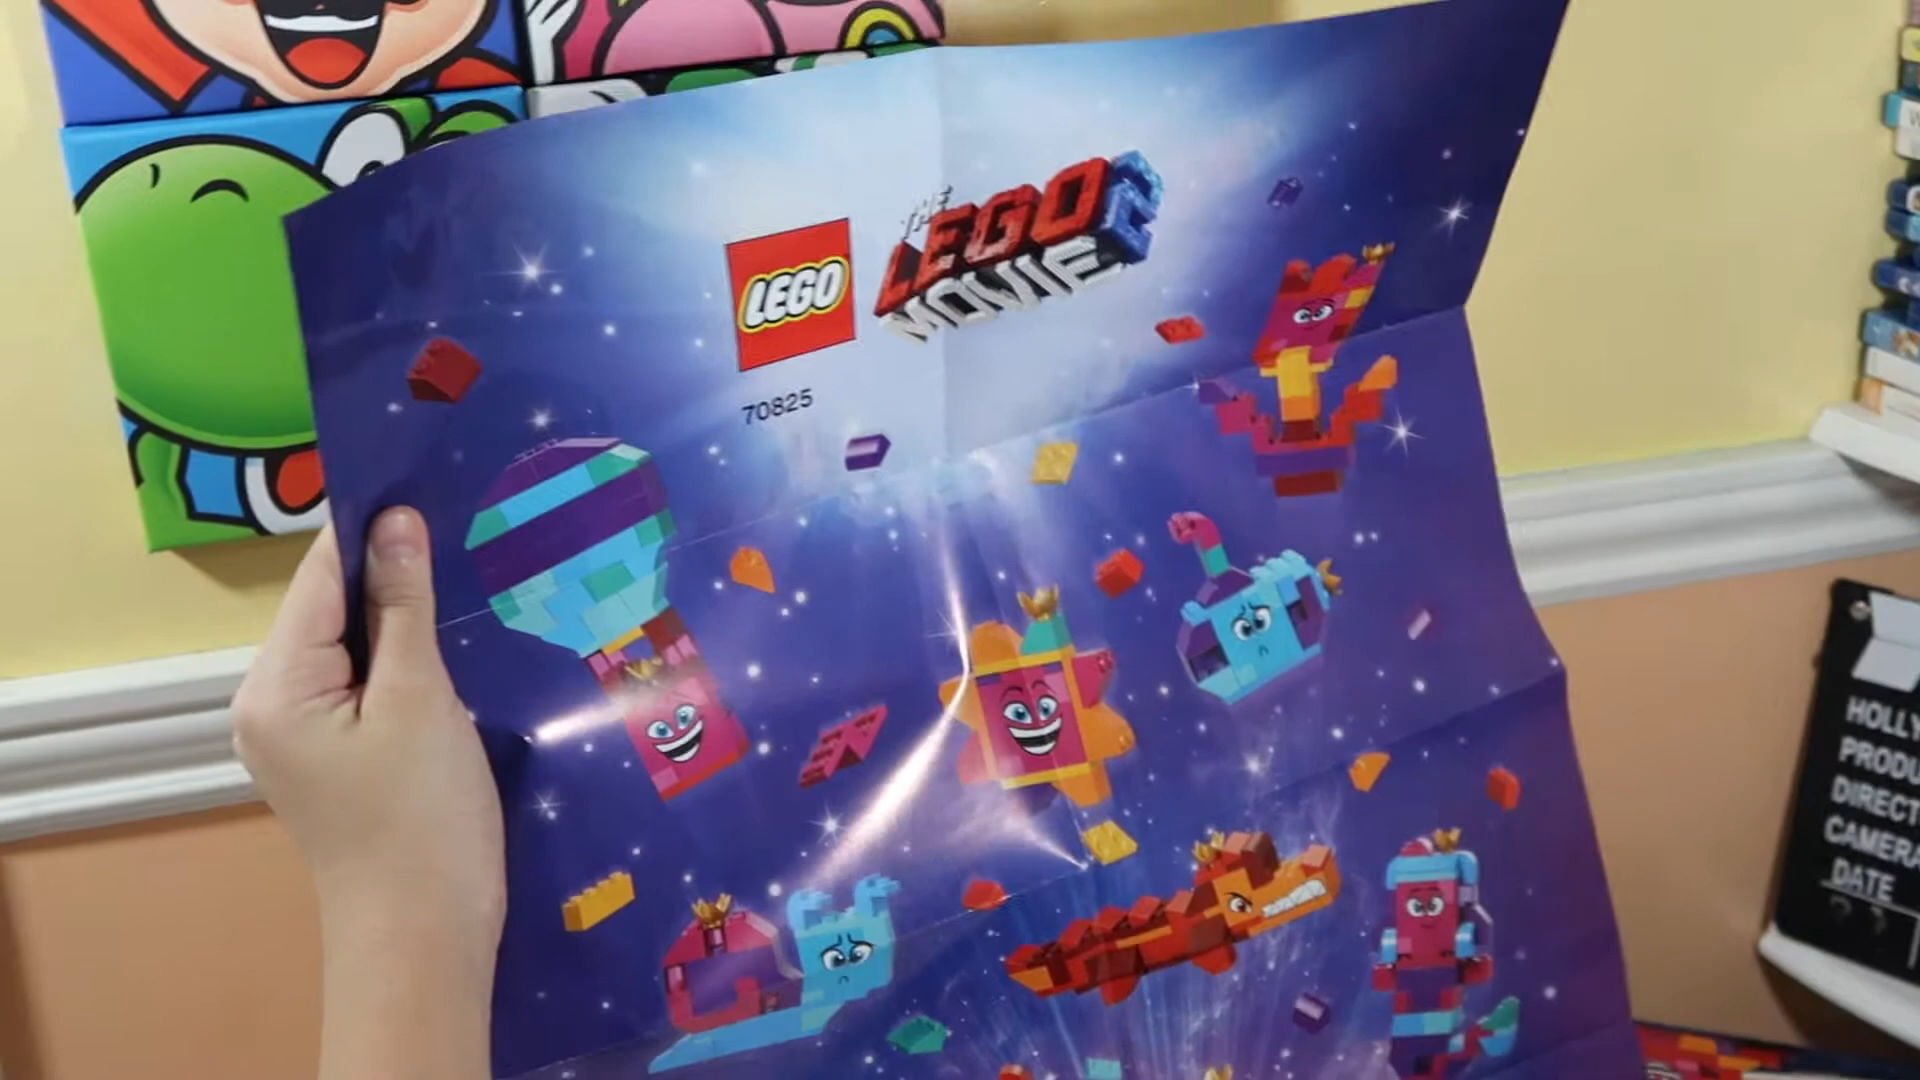 LEGO
THE
LEGO
MOVIE 2
70825
HOLLY
PRODU
DIRECT
CAMERA
DATE